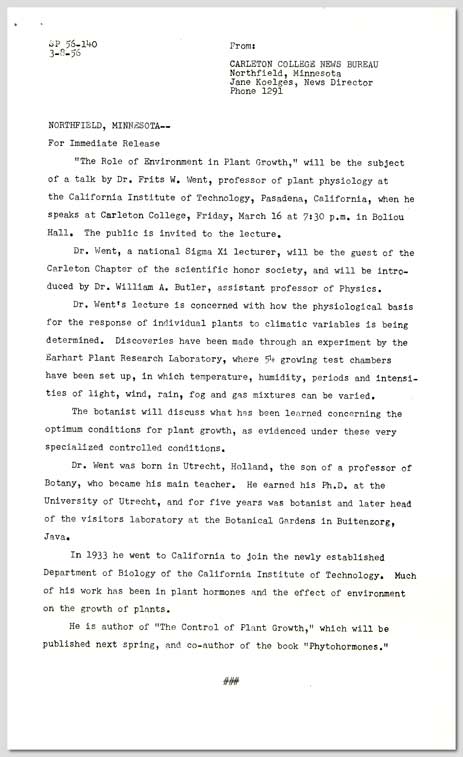 SP 56-140
3-8-56
From:
CARLETON COLLEGE NEWS BUREAU
Northfield, Minnesota
Jane Koelges, News Director
Phone 1291
NORTHFIELD, MINNESOTA--
For Immediate Release
"The Role of Environment in Plant Growth," will be the subject
of a talk by Dr. Frits W. Went, professor of plant physiology at
the California Institute of Technology, Pasadena, California, when he
speaks at Carleton College, Friday, March 16 at 7:30 p.m. in Boliou
Hall. The public is invited to the lecture.
Dr. Went, a national Sigma Xi lecturer, will be the guest of the
Carleton Chapter of the scientific honor society, and will be intro-
duced by Dr. William A. Butler, assistant professor of Physics.
Dr. Went's lecture is concerned with how the physiological basis
for the response of individual plants to climatic variables is being
determined. Discoveries have been made through an experiment by the
Earhart Plant Research Laboratory, where 54 growing test chambers
have been set up, in which temperature, humidity, periods and intensi-
ties of light, wind, rain, fog and gas mixtures can be varied.
The botanist will discuss what has been learned concerning the
optimum conditions for plant growth, as evidenced under these very
specialized controlled conditions.
Dr. Went was born in Utrecht, Holland, the son of a professor of
Botany, who became his main teacher. He earned his Ph.D. at the
University of Utrecht, and for five years was botanist and later head
of the visitors laboratory at the Botanical Gardens in Buitenzorg,
Java.
In 1933 he went to California to join the newly established
Department of Biology of the California Institute of Technology. Much
of his work has been in plant hormones and the effect of environment
on the growth of plants.
He is author of "The Control of Plant Growth," which will be
published next spring, and co-author of the book "Phytohormones."
###